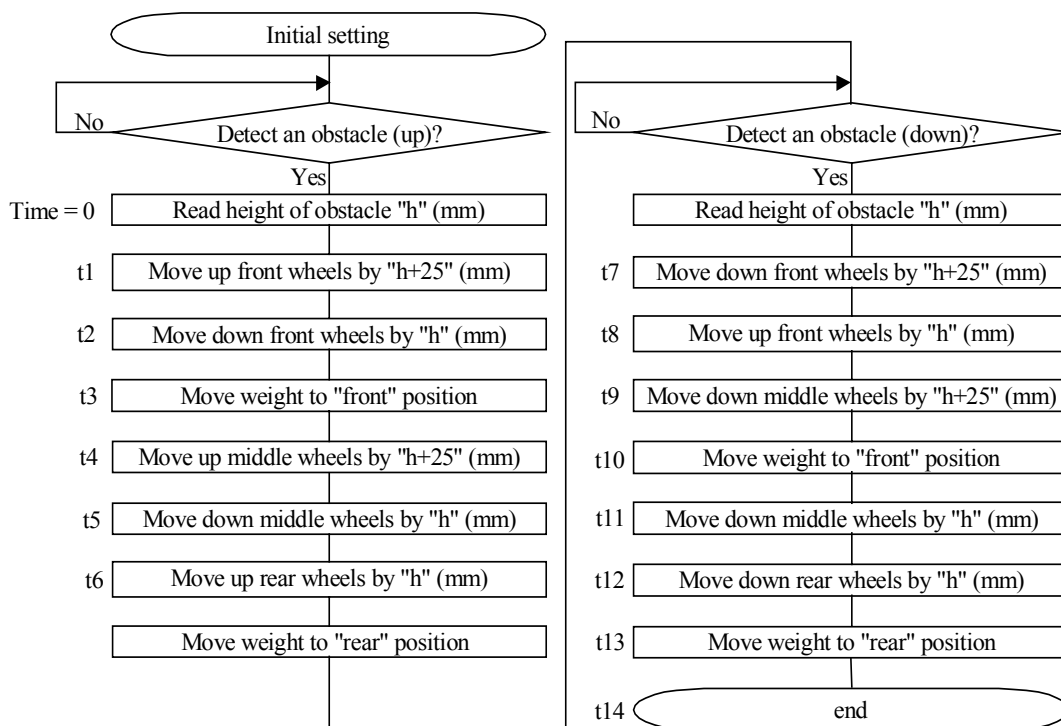 Initial setting
No
Detect an obstacle (up)?
Yes
Time = 0
Read height of obstacle "h" (mm)
t1
Move up front wheels by "h+25" (mm)
t2
Move down front wheels by "h" (mm)
t3
Move weight to "front" position
t4
Move up middle wheels by "h+25" (mm)
t5
Move down middle wheels by "h" (mm)
t6
Move up rear wheels by "h" (mm)
Move weight to "rear" position
No
Detect an obstacle (down)?
Yes
Read height of obstacle "h" (mm)
t7
Move down front wheels by "h+25" (mm)
t8
Move up front wheels by "h" (mm)
t9
Move down middle wheels by "h+25" (mm)
t10
Move weight to "front" position
t11
Move down middle wheels by "h" (mm)
t12
Move down rear wheels by "h" (mm)
t13
Move weight to "rear" position
t14
end